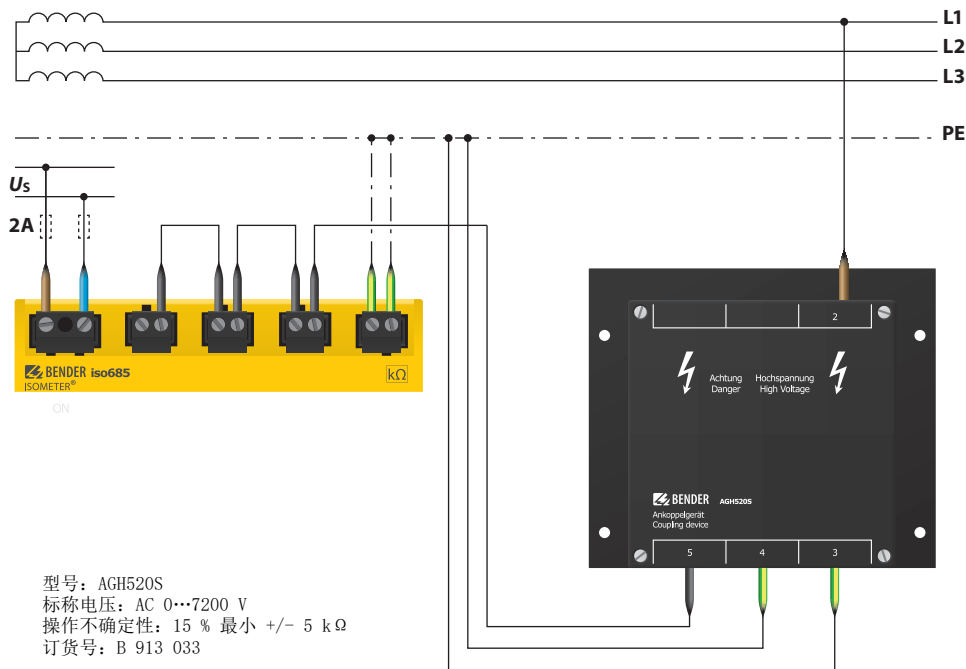 L1
L2
L3
PE
US
2A
BENDER iso685
ISOMETER®
kΩ
ON
2
Achtung Hochspannung
Danger High Voltage
BENDER AGH520S
Ankoppelgerät
Coupling device
5 4 3
型号: AGH520S
标称电压: AC 0···7200 V
操作不确定性: 15 % 最小 +/- 5 kΩ
订货号: B 913 033